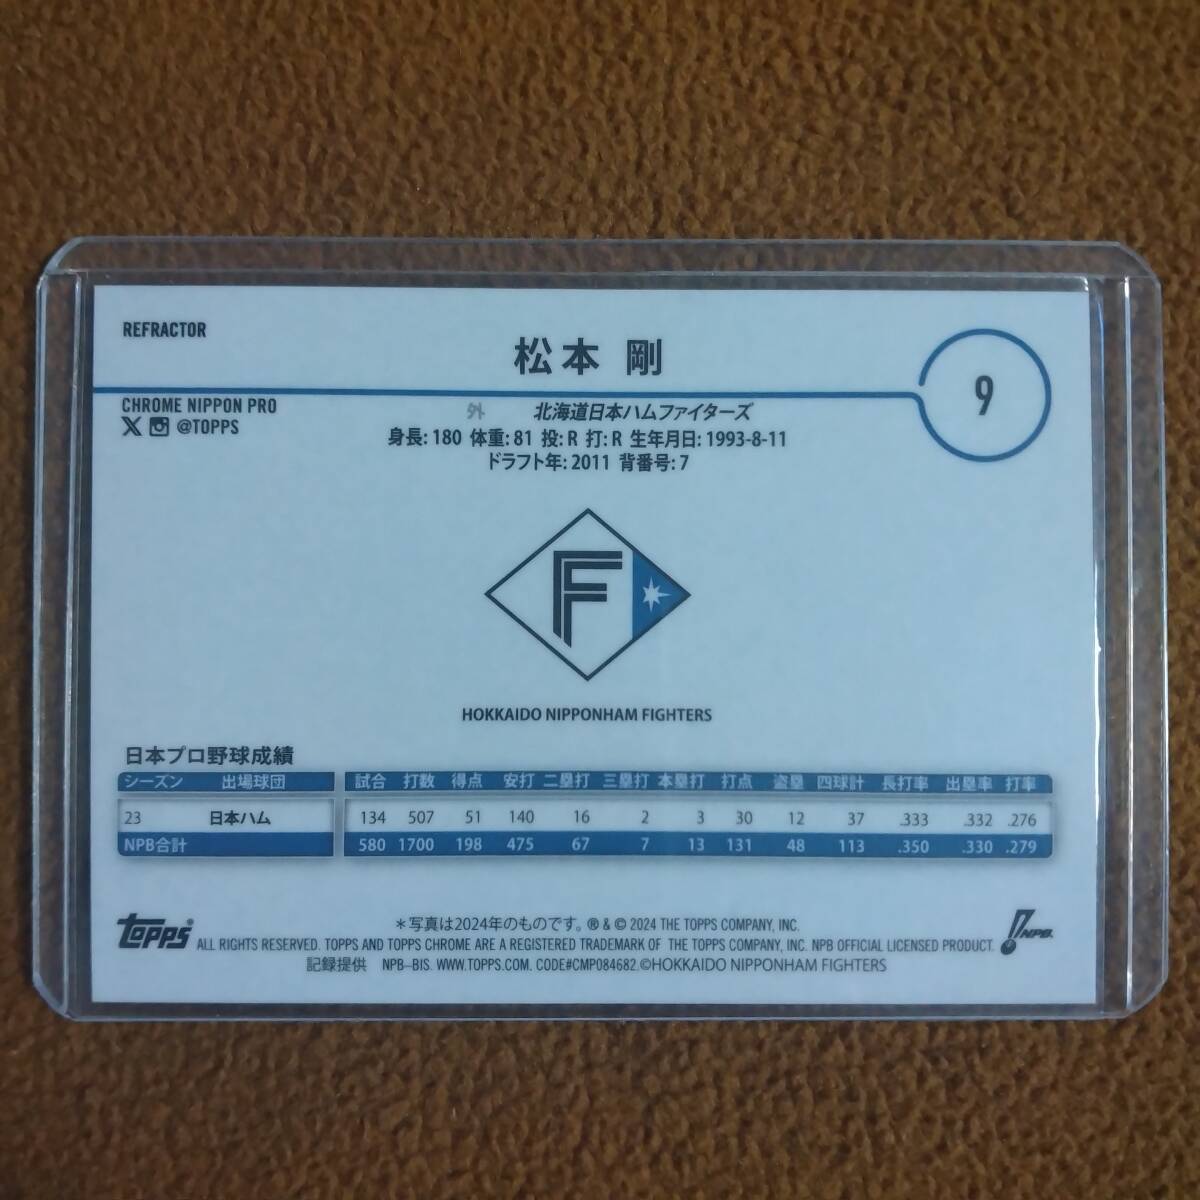 REFRACTOR
松本 剛
9
CHROME NIPPON PRO
@TOPPS
外 北海道日本ハムファイターズ
身長: 180 体重: 81 投: R 打: R 生年月日: 1993-8-11
ドラフト年: 2011 背番号: 7
F
HOKKAIDO NIPPONHAM FIGHTERS
日本プロ野球成績
シーズン 出場球団 試合 打数 得点 安打 二塁打 三塁打 本塁打 打点 盗塁 四球計 長打率 出塁率 打率
23 日本ハム 134 507 51 140 16 2 3 30 12 37 .333 .332 .276
NPB合計 580 1700 198 475 67 7 13 131 48 113 .350 .330 .279
topps® ＊写真は2024年のものです。® & © 2024 THE TOPPS COMPANY, INC.
ALL RIGHTS RESERVED. TOPPS AND TOPPS CHROME ARE A REGISTERED TRADEMARK OF THE TOPPS COMPANY, INC. NPB OFFICIAL LICENSED PRODUCT.
記録提供 NPB-BIS. WWW.TOPPS.COM. CODE#CMP084682.©HOKKAIDO NIPPONHAM FIGHTERS
NPB.